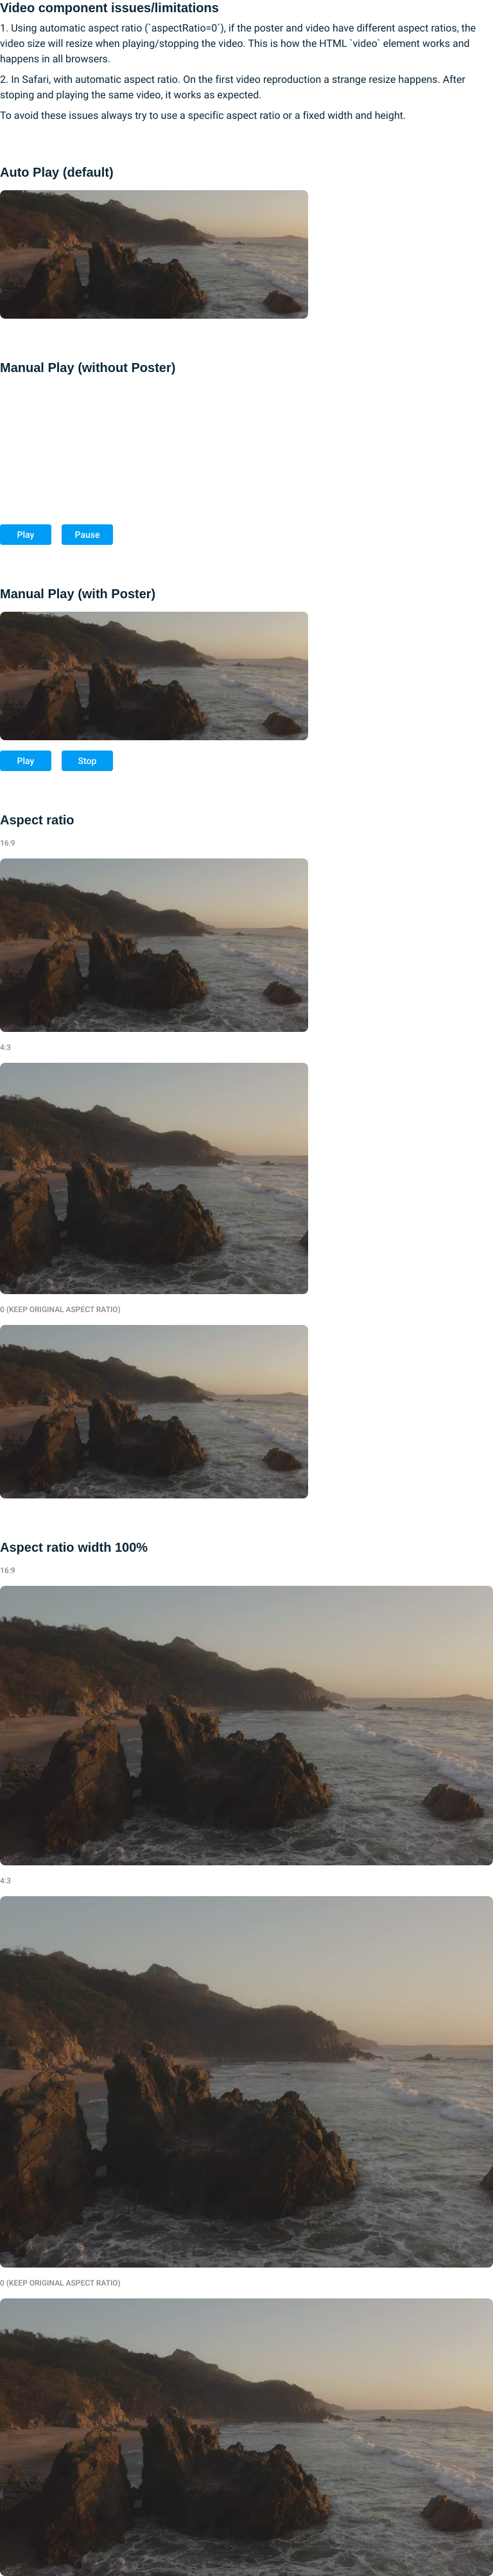 Video component issues/limitations
1. Using automatic aspect ratio (`aspectRatio=0`), if the poster and video have different aspect ratios, the
video size will resize when playing/stopping the video. This is how the HTML `video` element works and
happens in all browsers.
2. In Safari, with automatic aspect ratio. On the first video reproduction a strange resize happens. After
stoping and playing the same video, it works as expected.
To avoid these issues always try to use a specific aspect ratio or a fixed width and height.
Auto Play (default)
Manual Play (without Poster)
Play Pause
Manual Play (with Poster)
Play Stop
Aspect ratio
16:9
4:3
0 (KEEP ORIGINAL ASPECT RATIO)
Aspect ratio width 100%
16:9
4:3
0 (KEEP ORIGINAL ASPECT RATIO)